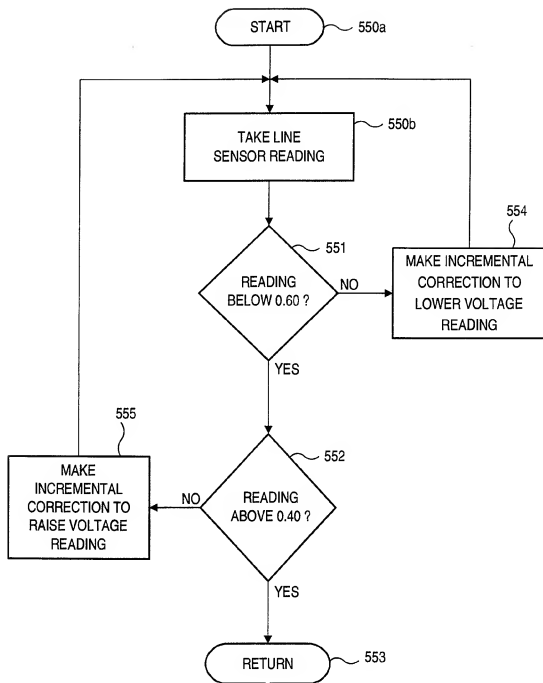 START
550a
TAKE LINE
SENSOR READING
550b
551
READING
BELOW 0.60 ?
NO
554
MAKE INCREMENTAL
CORRECTION TO
LOWER VOLTAGE
READING
YES
555
MAKE
INCREMENTAL
CORRECTION TO
RAISE VOLTAGE
READING
NO
552
READING
ABOVE 0.40 ?
YES
RETURN
553